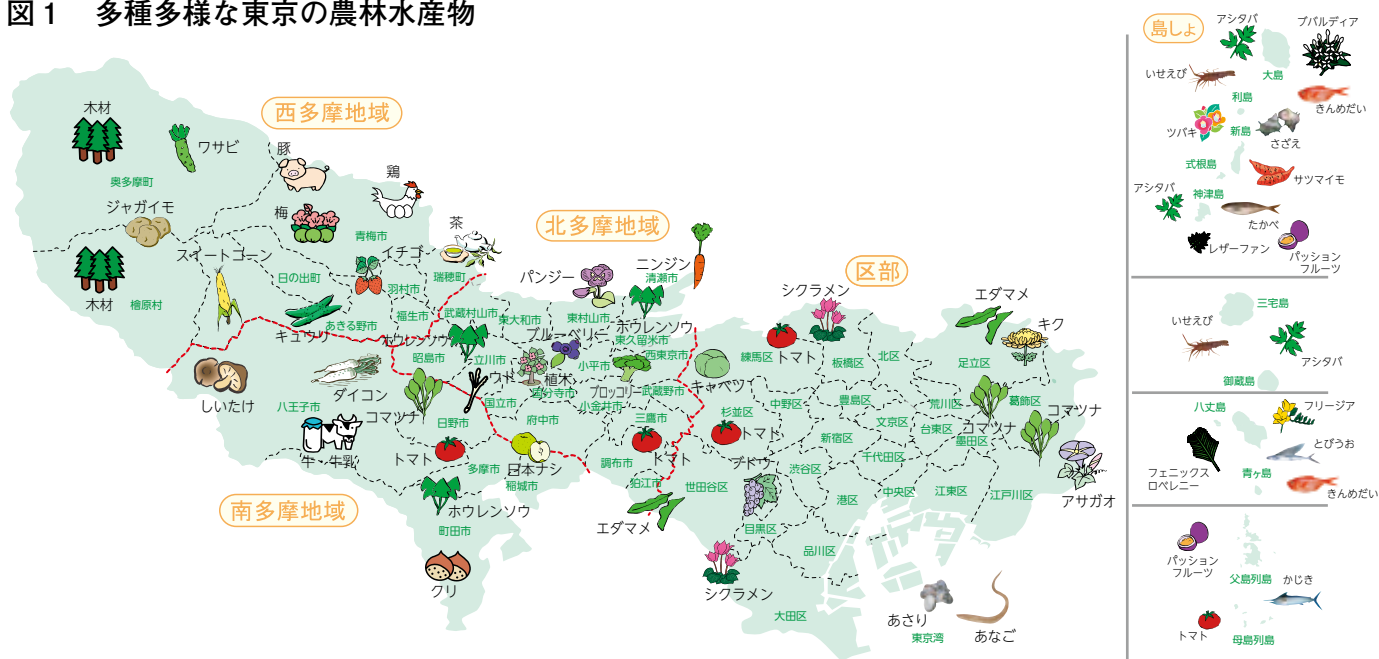 図1 多種多様な東京の農林水産物
西多摩地域
木材
ワサビ
奥多摩町
ジャガイモ
木材
檜原村
豚
鶏
梅
青梅市
茶
スイートコーン
日の出町
イチゴ
羽村市
瑞穂町
キュウリ
あきる野市
福生市
北多摩地域
パンジー
ニンジン
清瀬市
武蔵村山市
東大和市
東村山市
ホウレンソウ
昭島市
立川市
ブルーベリー
ホウレンソウ
東久留米市
小平市
西東京市
ウド
植木
国分寺市
国立市
ブロッコリー
武蔵野市
小金井市
府中市
三鷹市
トマト
日本ナシ
調布市
狛江市
エダマメ
南多摩地域
しいたけ
ダイコン
八王子市
コマツナ
日野市
牛・牛乳
トマト
多摩市
稲城市
ホウレンソウ
町田市
クリ
区部
シクラメン
エダマメ
キク
練馬区
トマト
板橋区
北区
足立区
キャベツ
杉並区
トマト
中野区
豊島区
荒川区
葛飾区
コマツナ
コマツナ
文京区
台東区
墨田区
新宿区
千代田区
ブドウ
渋谷区
世田谷区
港区
中央区
江東区
江戸川区
アサガオ
目黒区
品川区
シクラメン
大田区
あさり
東京湾
あなご
島しょ
アシタバ
ブバルディア
いせえび
大島
きんめだい
利島
ツバキ
新島
さざえ
式根島
サツマイモ
アシタバ
神津島
たかべ
レザーファン
パッション
フルーツ
三宅島
いせえび
アシタバ
御蔵島
八丈島
フリージア
とびうお
フェニックス
ロベレニー
青ヶ島
きんめだい
パッション
フルーツ
父島列島
かじき
トマト
母島列島